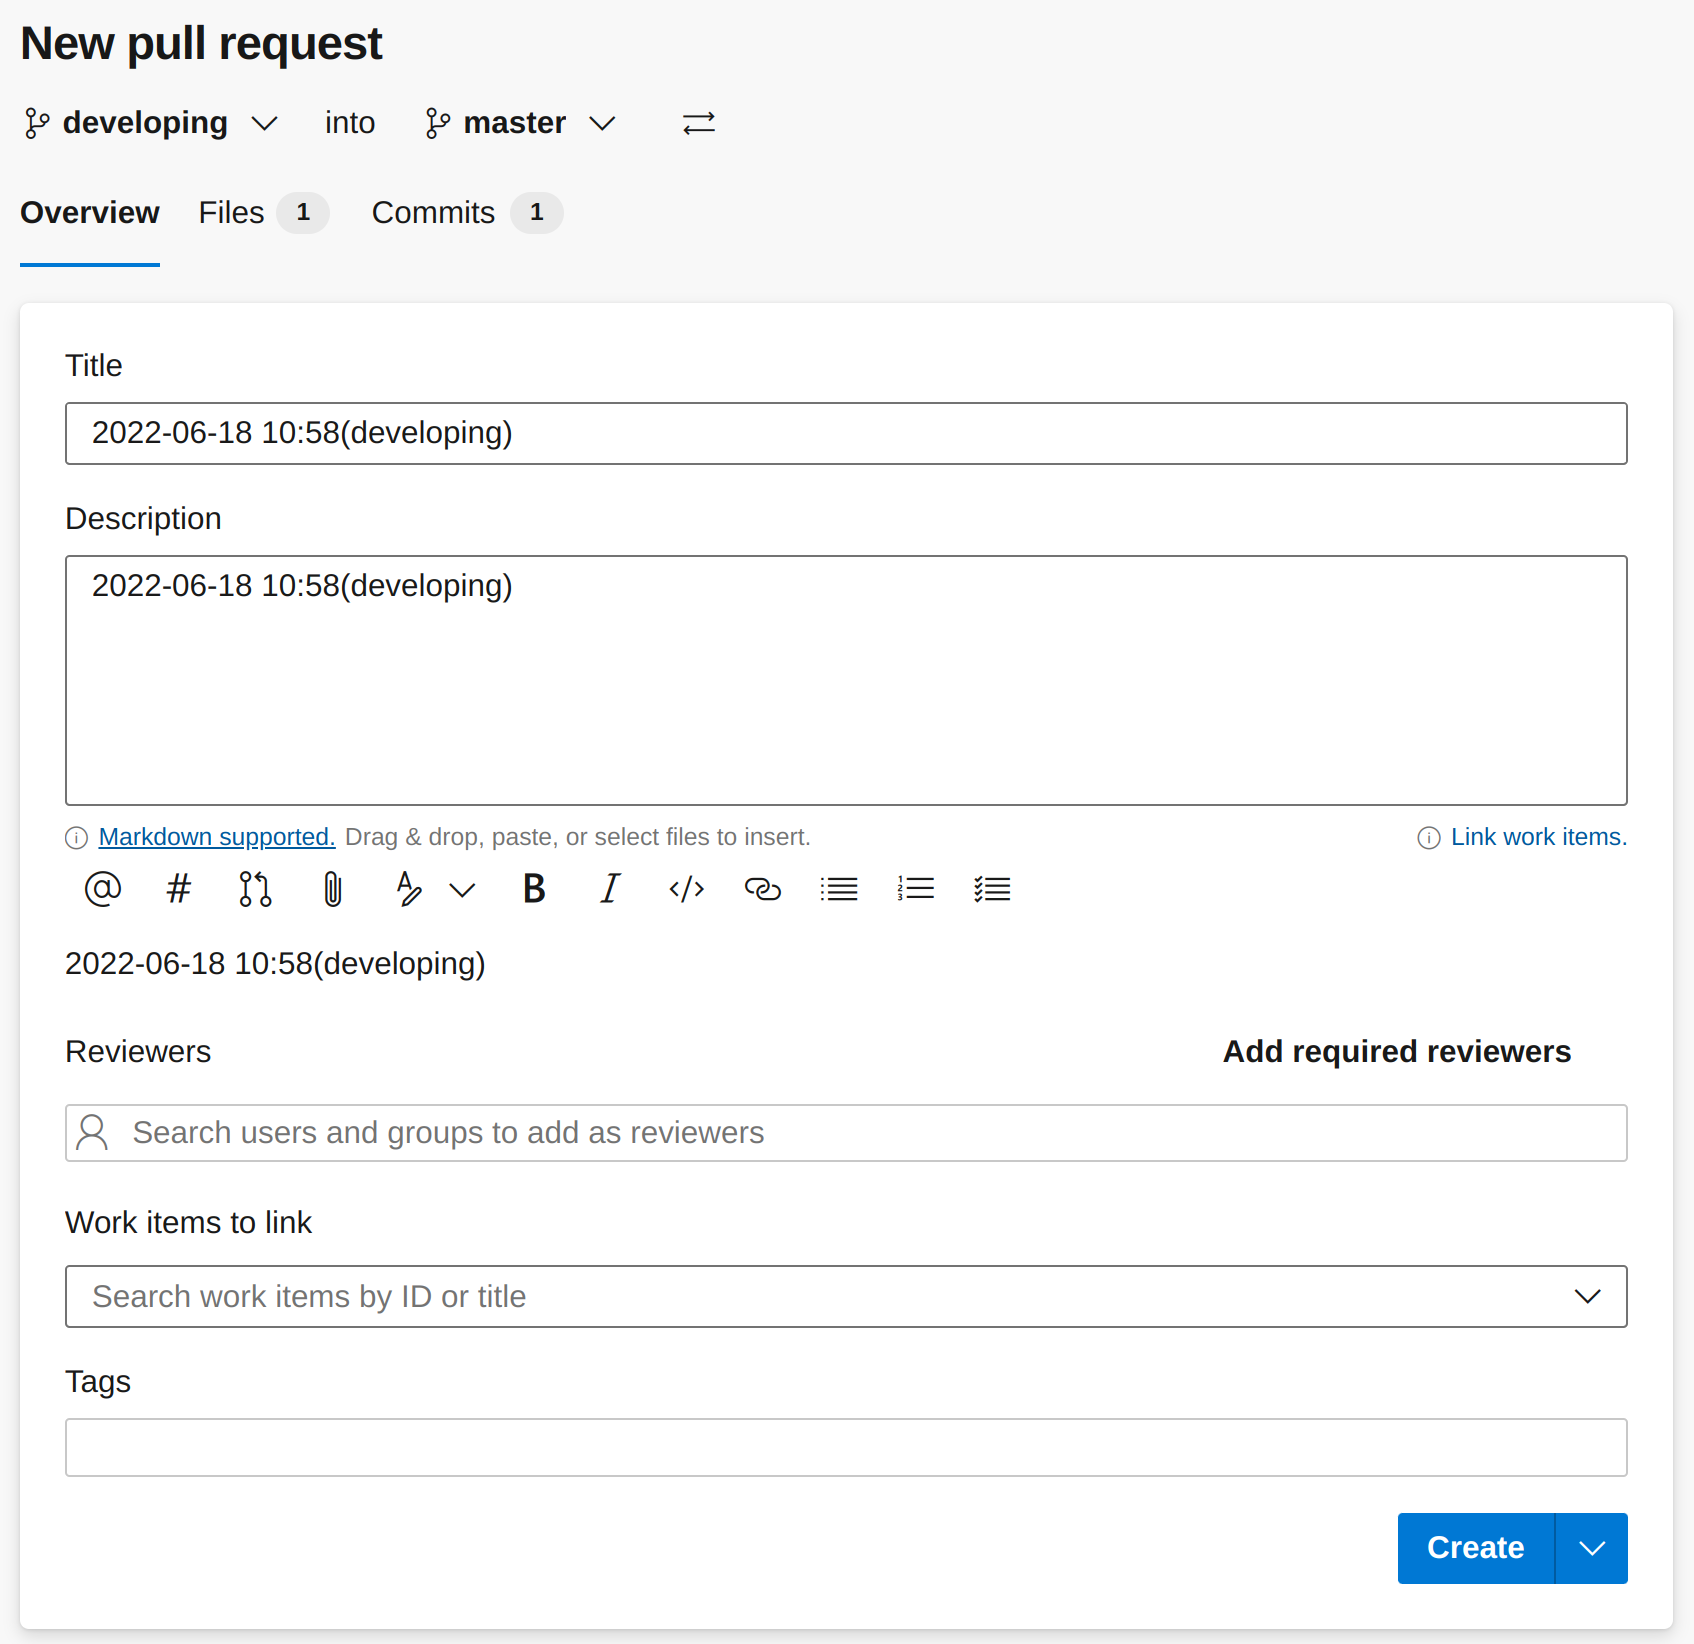 New pull request
developing into master
Overview Files 1 Commits 1
Title
2022-06-18 10:58(developing)
Description
2022-06-18 10:58(developing)
Markdown supported. Drag & drop, paste, or select files to insert. Link work items.
2022-06-18 10:58(developing)
Reviewers Add required reviewers
Search users and groups to add as reviewers
Work items to link
Search work items by ID or title
Tags
Create